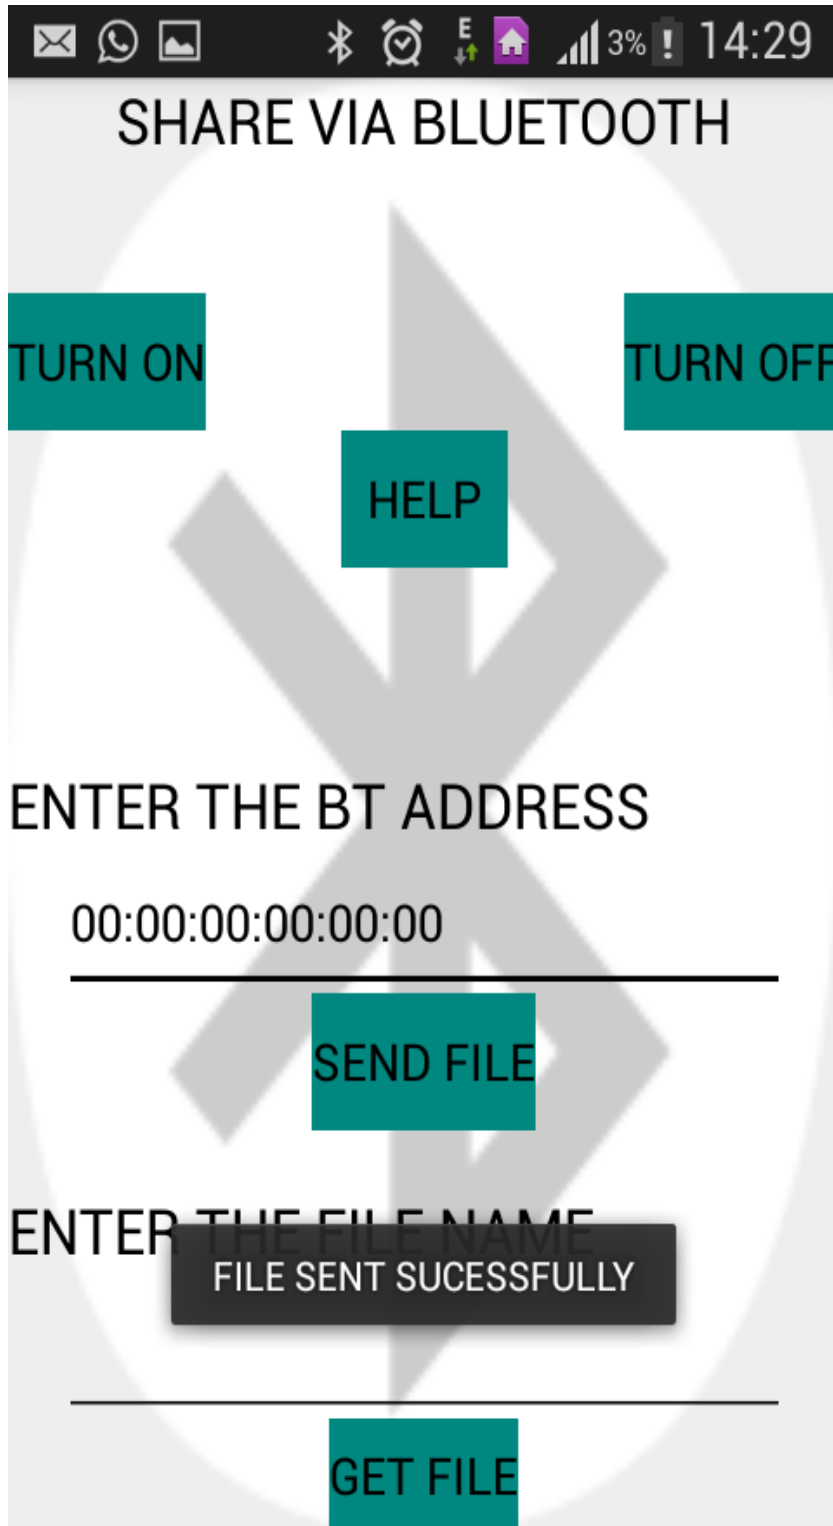 E 3% 14:29
SHARE VIA BLUETOOTH
TURN ON TURN OFF
HELP
ENTER THE BT ADDRESS
00:00:00:00:00:00
SEND FILE
ENTER THE FILE NAME
FILE SENT SUCESSFULLY
GET FILE